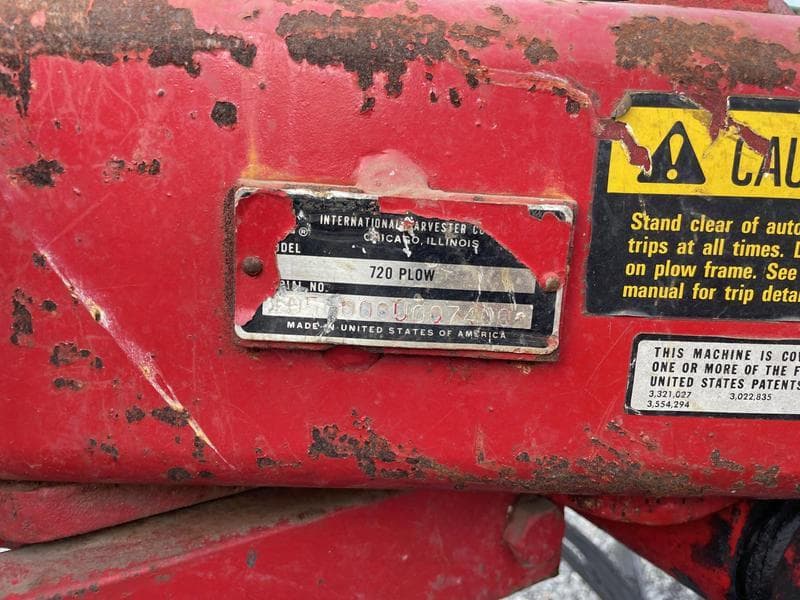 INTERNATIONAL HARVESTER CO
CHICAGO, ILLINOIS
®
ODEL
720 PLOW
RIAL NO.
MADE IN UNITED STATES OF AMERICA
CAU
Stand clear of auto
trips at all times.
on plow frame. See
manual for trip deta
THIS MACHINE IS CO
ONE OR MORE OF THE F
UNITED STATES PATENTS
3,321,027 3,022,835
3,554,294